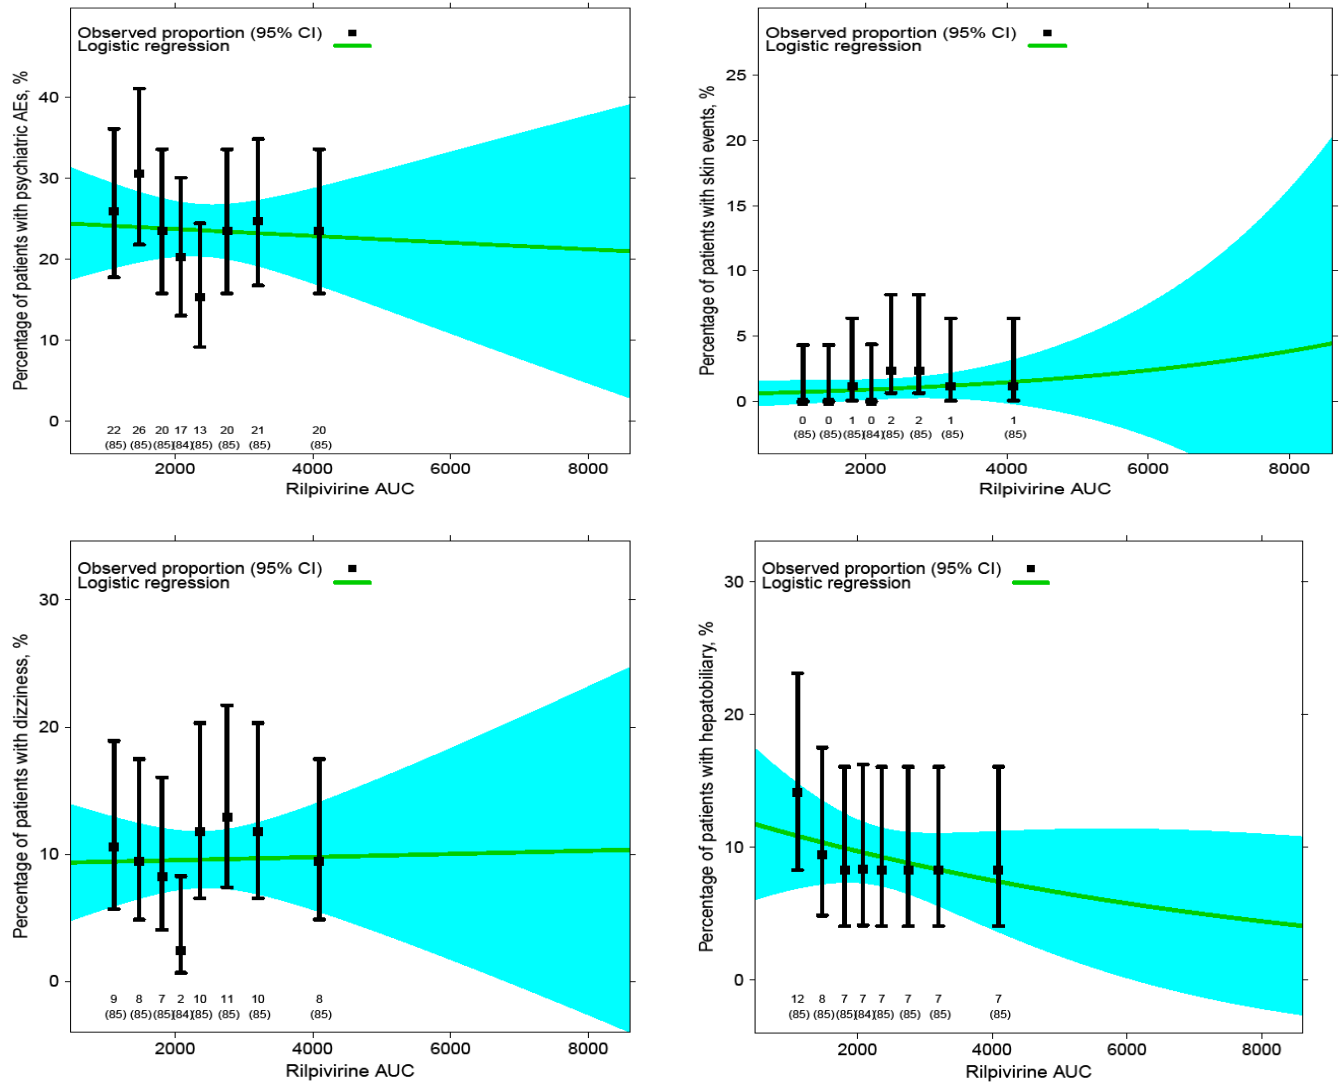 Observed proportion (95% CI)
Logistic regression
Percentage of patients with psychiatric AEs, %
40
30
20
10
0
22 26 20 17 13 20 21 20
(85) (85) (85) (84) (85) (85) (85) (85)
2000 4000 6000 8000
Rilpivirine AUC
Observed proportion (95% CI)
Logistic regression
Percentage of patients with skin events, %
25
20
15
10
5
0
0 0 1 0 2 2 1 1
(85) (85) (85) (84) (85) (85) (85) (85)
2000 4000 6000 8000
Rilpivirine AUC
Observed proportion (95% CI)
Logistic regression
Percentage of patients with dizziness, %
30
20
10
0
9 8 7 2 10 11 10 8
(85) (85) (85) (84) (85) (85) (85) (85)
2000 4000 6000 8000
Rilpivirine AUC
Observed proportion (95% CI)
Logistic regression
Percentage of patients with hepatobiliary, %
30
20
10
0
12 8 7 7 7 7 7 7
(85) (85) (85) (84) (85) (85) (85) (85)
2000 4000 6000 8000
Rilpivirine AUC